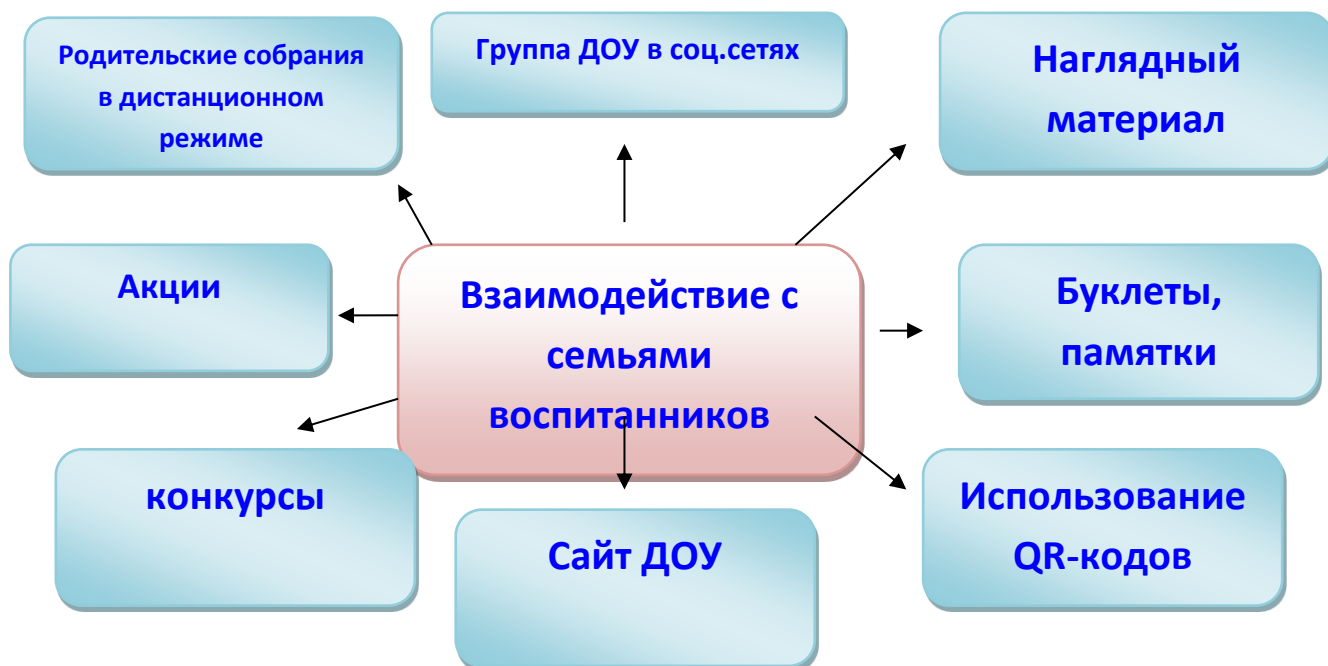 Родительские собрания
в дистанционном
режиме
Группа ДОУ в соц.сетях
Наглядный
материал
Акции
Взаимодействие с
семьями
воспитанников
Буклеты,
памятки
конкурсы
Сайт ДОУ
Использование
QR-кодов